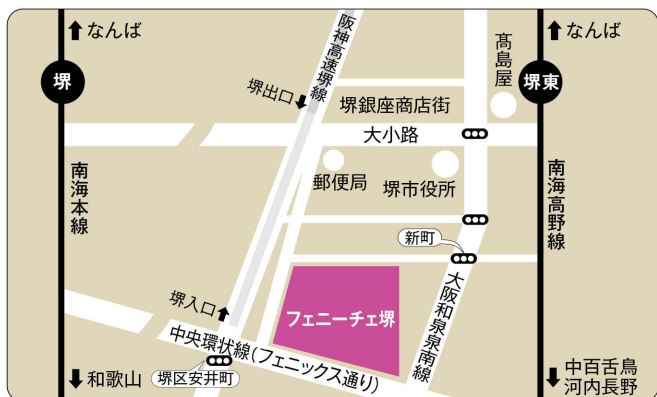 なんば
堺
阪神高速堺線
髙島屋
なんば
堺東
堺出口
堺銀座商店街
大小路
南海本線
郵便局
堺市役所
南海高野線
新町
堺入口
フェニーチェ堺
大阪和泉泉南線
中央環状線(フェニックス通り)
堺区安井町
和歌山
中百舌鳥
河内長野